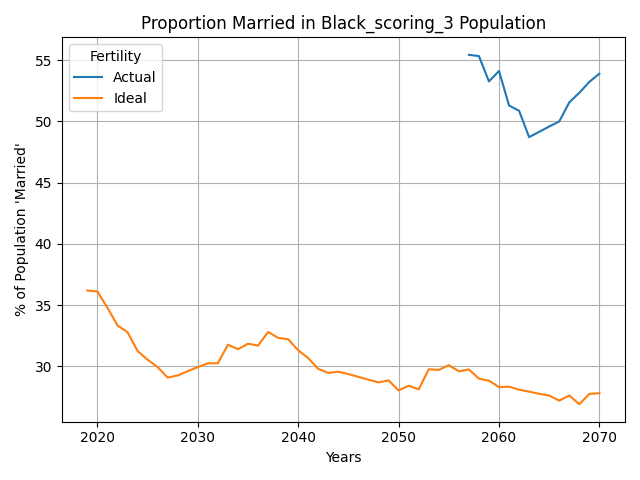 Proportion Married in Black_scoring_3 Population
Fertility
Actual
Ideal
% of Population 'Married'
55
50
45
40
35
30
2020
2030
2040
2050
2060
2070
Years